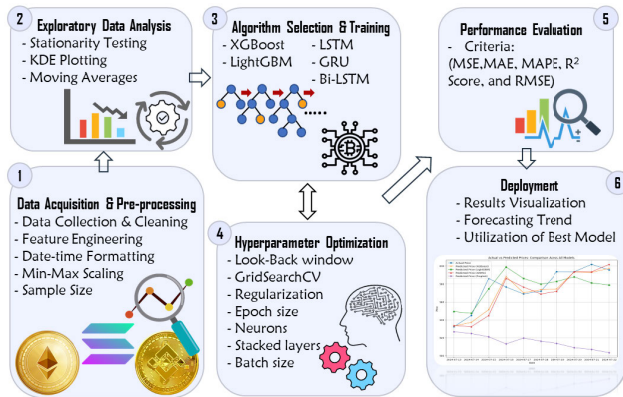 1
Data Acquisition & Pre-processing
- Data Collection & Cleaning
- Feature Engineering
- Date-time Formatting
- Min-Max Scaling
- Sample Size
2
Exploratory Data Analysis
- Stationarity Testing
- KDE Plotting
- Moving Averages
3
Algorithm Selection & Training
- XGBoost
- LightGBM
- LSTM
- GRU
- Bi-LSTM
4
Hyperparameter Optimization
- Look-Back window
- GridSearchCV
- Regularization
- Epoch size
- Neurons
- Stacked layers
- Batch size
5
Performance Evaluation
- Criteria:
(MSE,MAE, MAPE, R²
Score, and RMSE)
6
Deployment
- Results Visualization
- Forecasting Trend
- Utilization of Best Model